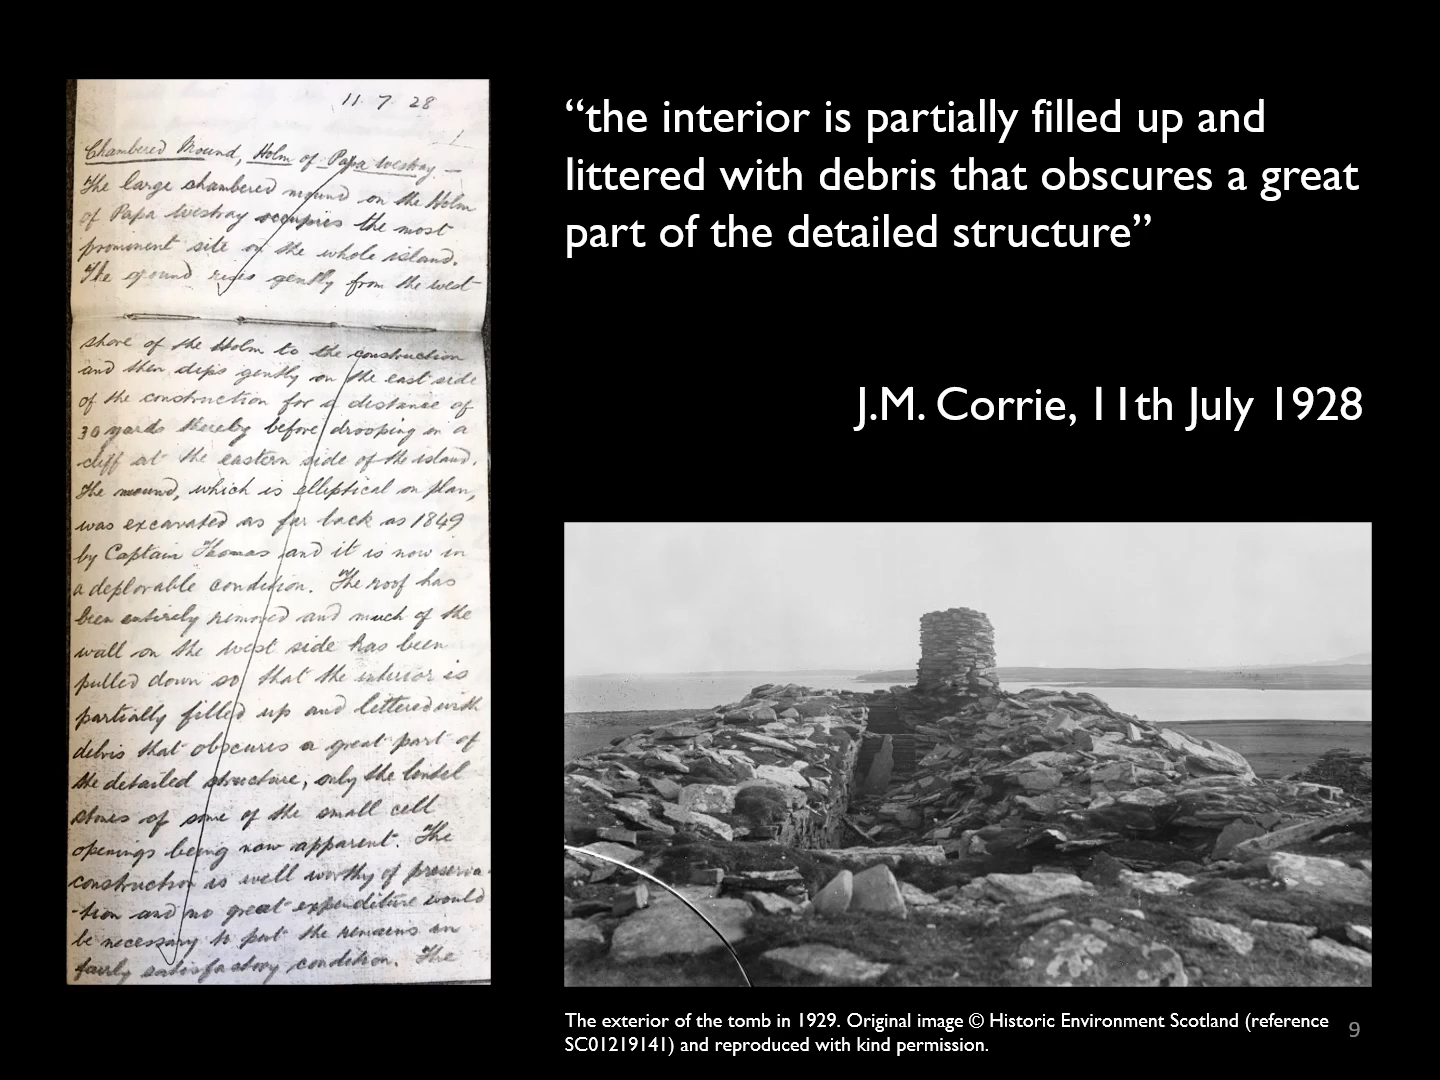 11 7 28
Chambered Mound, Holm of Papa Westray. —
The large chambered mound on the Holm
of Papa Westray occupies the most
prominent site on the whole island.
The ground rises gently from the west
shore of the Holm to the construction
and then dips gently on the east side
of the construction for a distance of
30 yards thereby before drooping in a
cliff at the eastern side of the island.
The mound, which is elliptical on plan,
was excavated as far back as 1849
by Captain Thomas and it is now in
a deplorable condition. The roof has
been entirely removed and much of the
wall on the west side has been
pulled down so that the interior is
partially filled up and littered with
debris that obscures a great part of
the detailed structure, only the lintel
stones of some of the small cell
openings being now apparent. The
construction is well worthy of preserva-
-tion and no great expenditure would
be necessary to put the remains in
fairly satisfactory condition. The
“the interior is partially filled up and
littered with debris that obscures a great
part of the detailed structure”
J.M. Corrie, 11th July 1928
The exterior of the tomb in 1929. Original image © Historic Environment Scotland (reference
SC01219141) and reproduced with kind permission.
9